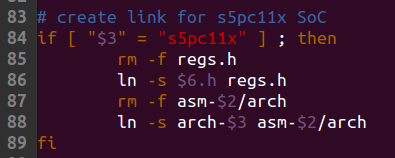 83 # create link for s5pc11x SoC
84 if [ "$3" = "s5pc11x" ] ; then
85         rm -f regs.h
86         ln -s $6.h regs.h
87         rm -f asm-$2/arch
88         ln -s arch-$3 asm-$2/arch
89 fi